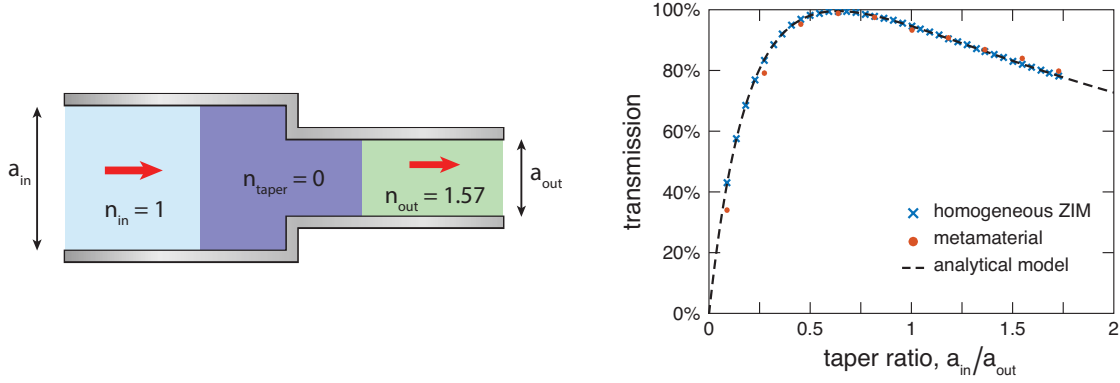 a_in
n_in = 1
n_taper = 0
n_out = 1.57
a_out
transmission
100%
80%
60%
40%
20%
0%
× homogeneous ZIM
● metamaterial
-- analytical model
0 0.5 1 1.5 2
taper ratio, a_in/a_out